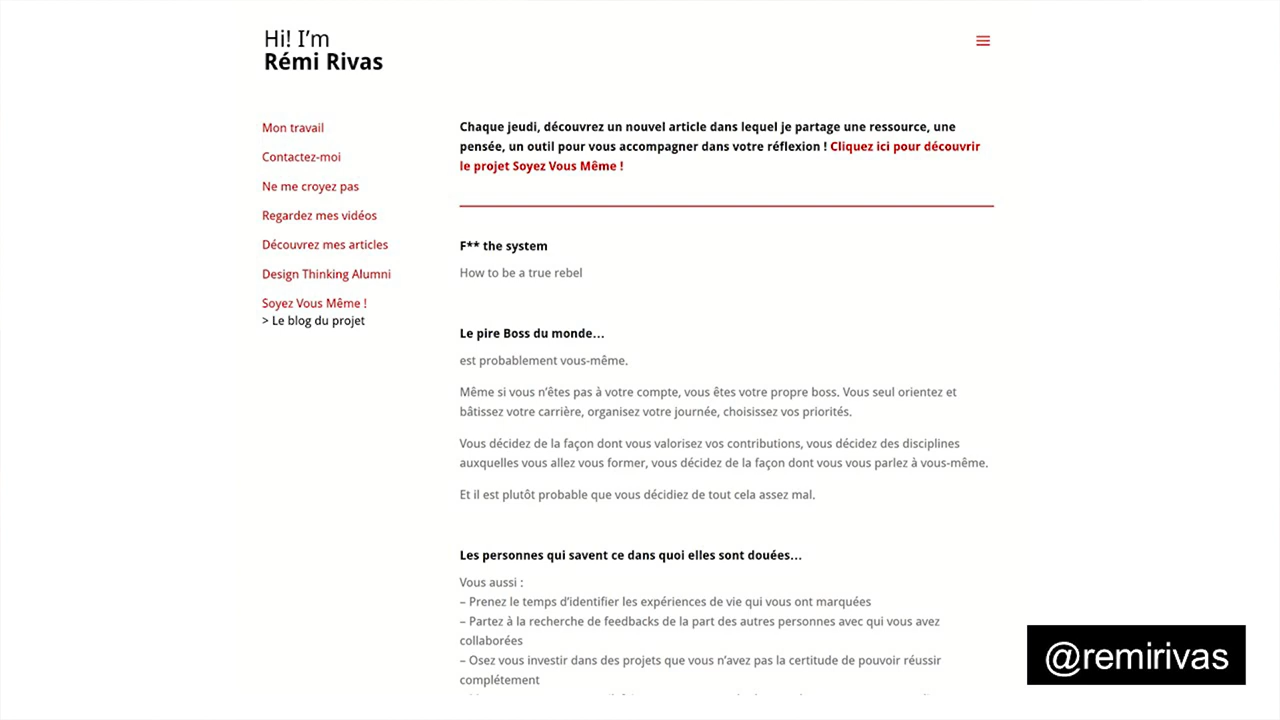 Hi! I’m
Rémi Rivas
Mon travail
Contactez-moi
Ne me croyez pas
Regardez mes vidéos
Découvrez mes articles
Design Thinking Alumni
Soyez Vous Même !
> Le blog du projet
Chaque jeudi, découvrez un nouvel article dans lequel je partage une ressource, une
pensée, un outil pour vous accompagner dans votre réflexion ! Cliquez ici pour découvrir
le projet Soyez Vous Même !
F** the system
How to be a true rebel
Le pire Boss du monde…
est probablement vous-même.
Même si vous n’êtes pas à votre compte, vous êtes votre propre boss. Vous seul orientez et
bâtissez votre carrière, organisez votre journée, choisissez vos priorités.
Vous décidez de la façon dont vous valorisez vos contributions, vous décidez des disciplines
auxquelles vous allez vous former, vous décidez de la façon dont vous vous parlez à vous-même.
Et il est plutôt probable que vous décidiez de tout cela assez mal.
Les personnes qui savent ce dans quoi elles sont douées…
Vous aussi :
– Prenez le temps d’identifier les expériences de vie qui vous ont marquées
– Partez à la recherche de feedbacks de la part des autres personnes avec qui vous avez
collaborées
– Osez vous investir dans des projets que vous n’avez pas la certitude de pouvoir réussir
complétement
@remirivas